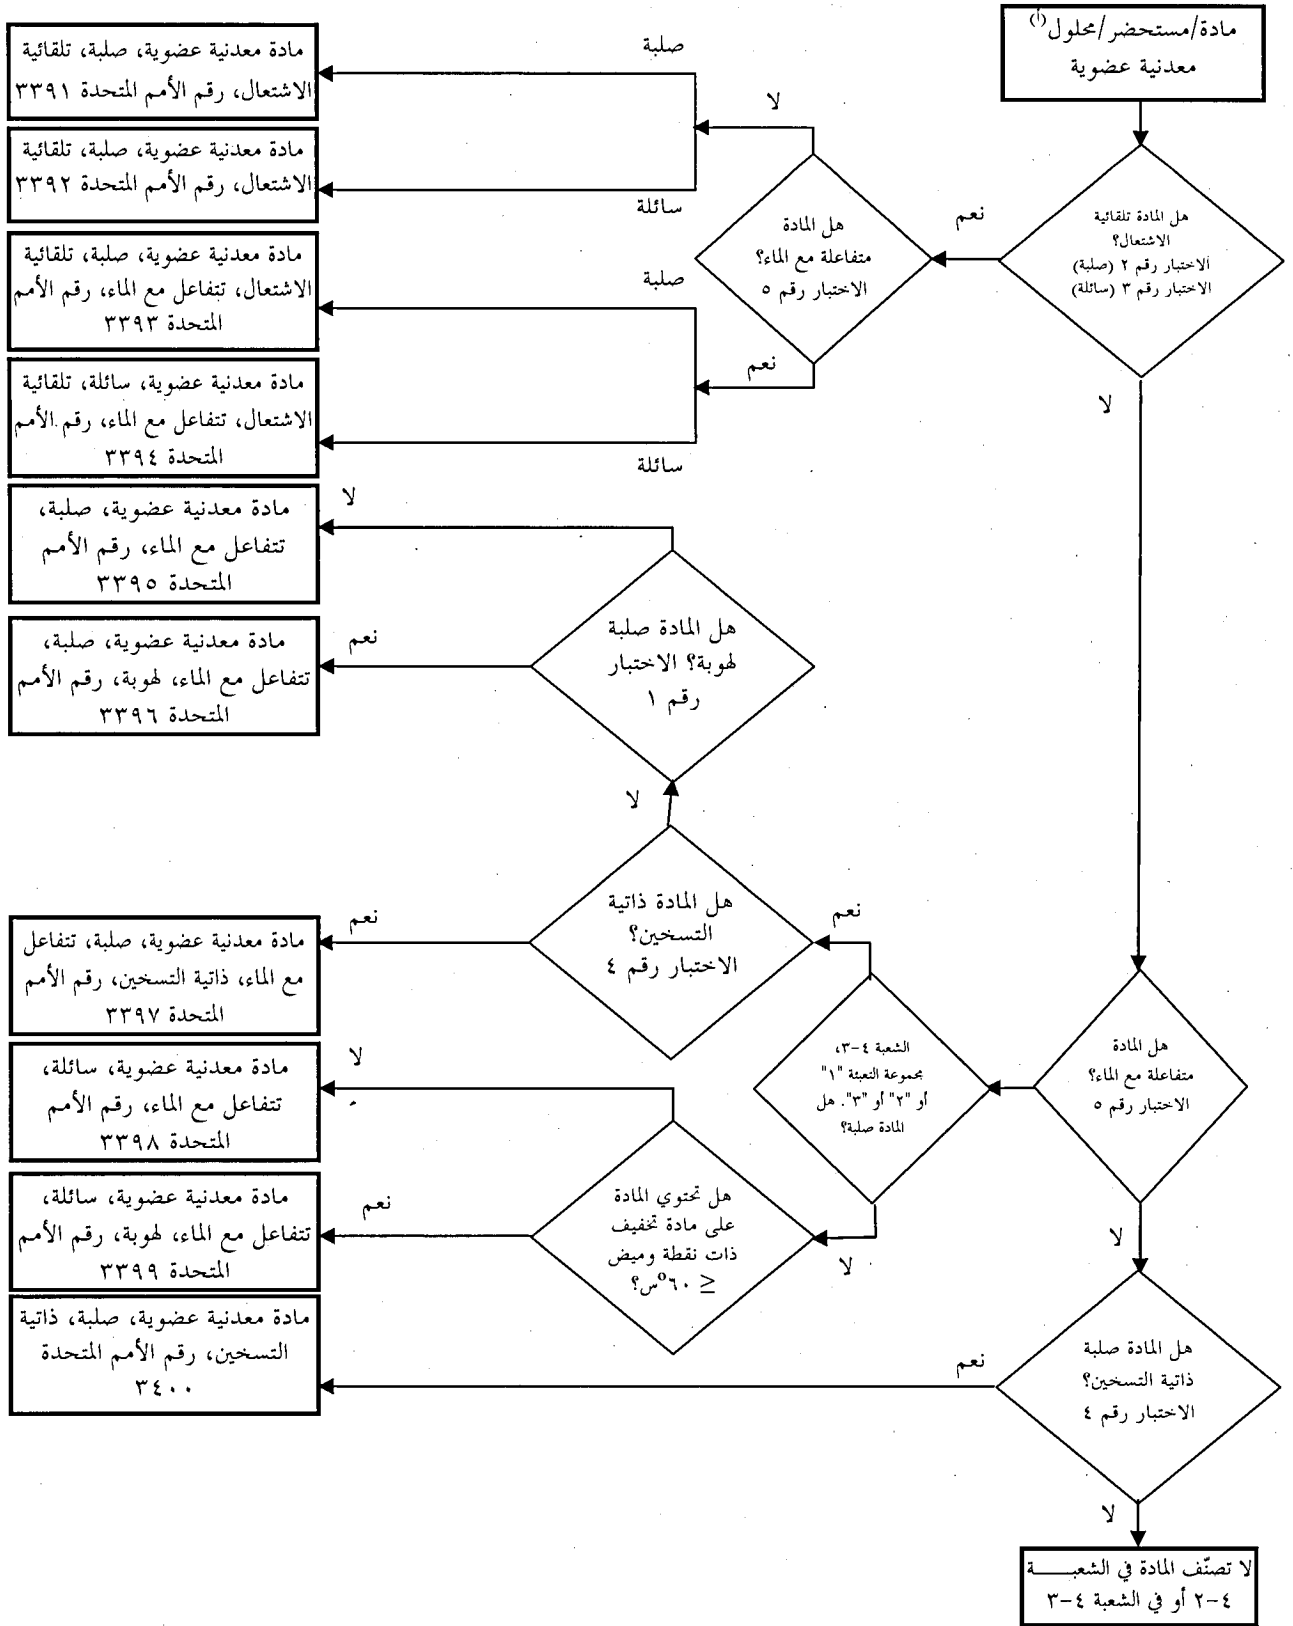 مادة/مستحضر/محلول(أ)
معدنية عضوية
هل المادة تلقائية
الاشتعال؟
الاختبار رقم ٢ (صلبة)
الاختبار رقم ٣ (سائلة)
نعم
لا
هل المادة
متفاعلة مع الماء؟
الاختبار رقم ٥
لا
نعم
صلبة
سائلة
صلبة
سائلة
مادة معدنية عضوية، صلبة، تلقائية
الاشتعال، رقم الأمم المتحدة ٣٣٩١
مادة معدنية عضوية، صلبة، تلقائية
الاشتعال، رقم الأمم المتحدة ٣٣٩٢
مادة معدنية عضوية، صلبة، تلقائية
الاشتعال، تتفاعل مع الماء، رقم الأمم
المتحدة ٣٣٩٣
مادة معدنية عضوية، سائلة، تلقائية
الاشتعال، تتفاعل مع الماء، رقم الأمم
المتحدة ٣٣٩٤
لا
مادة معدنية عضوية، صلبة،
تتفاعل مع الماء، رقم الأمم
المتحدة ٣٣٩٥
هل المادة صلبة
لهوبة؟ الاختبار
رقم ١
نعم
مادة معدنية عضوية، صلبة،
تتفاعل مع الماء، لهوبة، رقم الأمم
المتحدة ٣٣٩٦
لا
هل المادة ذاتية
التسخين؟
الاختبار رقم ٤
نعم
نعم
مادة معدنية عضوية، صلبة، تتفاعل
مع الماء، ذاتية التسخين، رقم الأمم
المتحدة ٣٣٩٧
هل المادة
متفاعلة مع الماء؟
الاختبار رقم ٥
الشعبة ٤-٣،
مجموعة التعبئة "١"
أو "٢" أو "٣". هل
المادة صلبة؟
لا
مادة معدنية عضوية، سائلة،
تتفاعل مع الماء، رقم الأمم
المتحدة ٣٣٩٨
هل تحتوي المادة
على مادة تخفيف
ذات نقطة وميض
≤ ٦٠°س؟
لا
نعم
مادة معدنية عضوية، سائلة،
تتفاعل مع الماء، لهوبة، رقم الأمم
المتحدة ٣٣٩٩
لا
هل المادة صلبة
ذاتية التسخين؟
الاختبار رقم ٤
نعم
مادة معدنية عضوية، صلبة، ذاتية
التسخين، رقم الأمم المتحدة
٣٤٠٠
لا
لا تصنّف المادة في الشعبــــة
٤-٢ أو في الشعبة ٤-٣